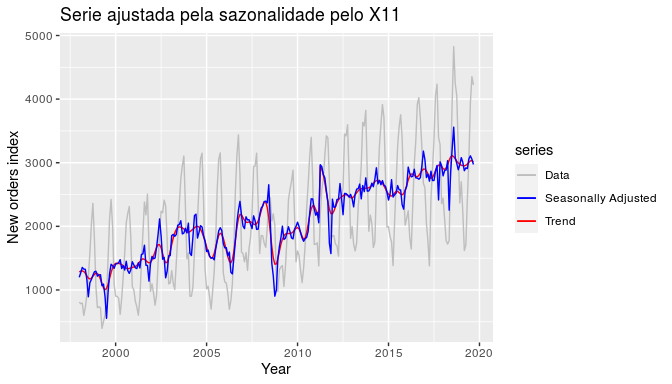 Serie ajustada pela sazonalidade pelo X11
New orders index
5000
4000
3000
2000
1000
2000
2005
2010
2015
2020
Year
series
Data
Seasonally Adjusted
Trend